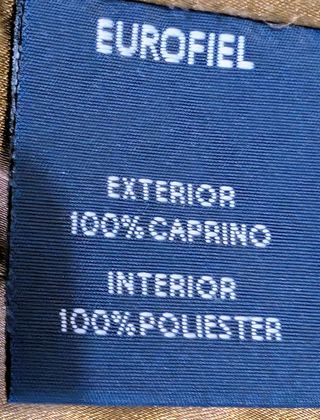 EUROFIEL
EXTERIOR
100% CAPRINO
INTERIOR
100% POLIESTER